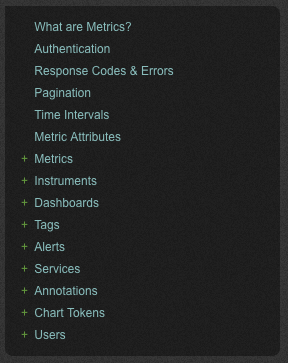 What are Metrics?
Authentication
Response Codes & Errors
Pagination
Time Intervals
Metric Attributes
+ Metrics
+ Instruments
+ Dashboards
+ Tags
+ Alerts
+ Services
+ Annotations
+ Chart Tokens
+ Users